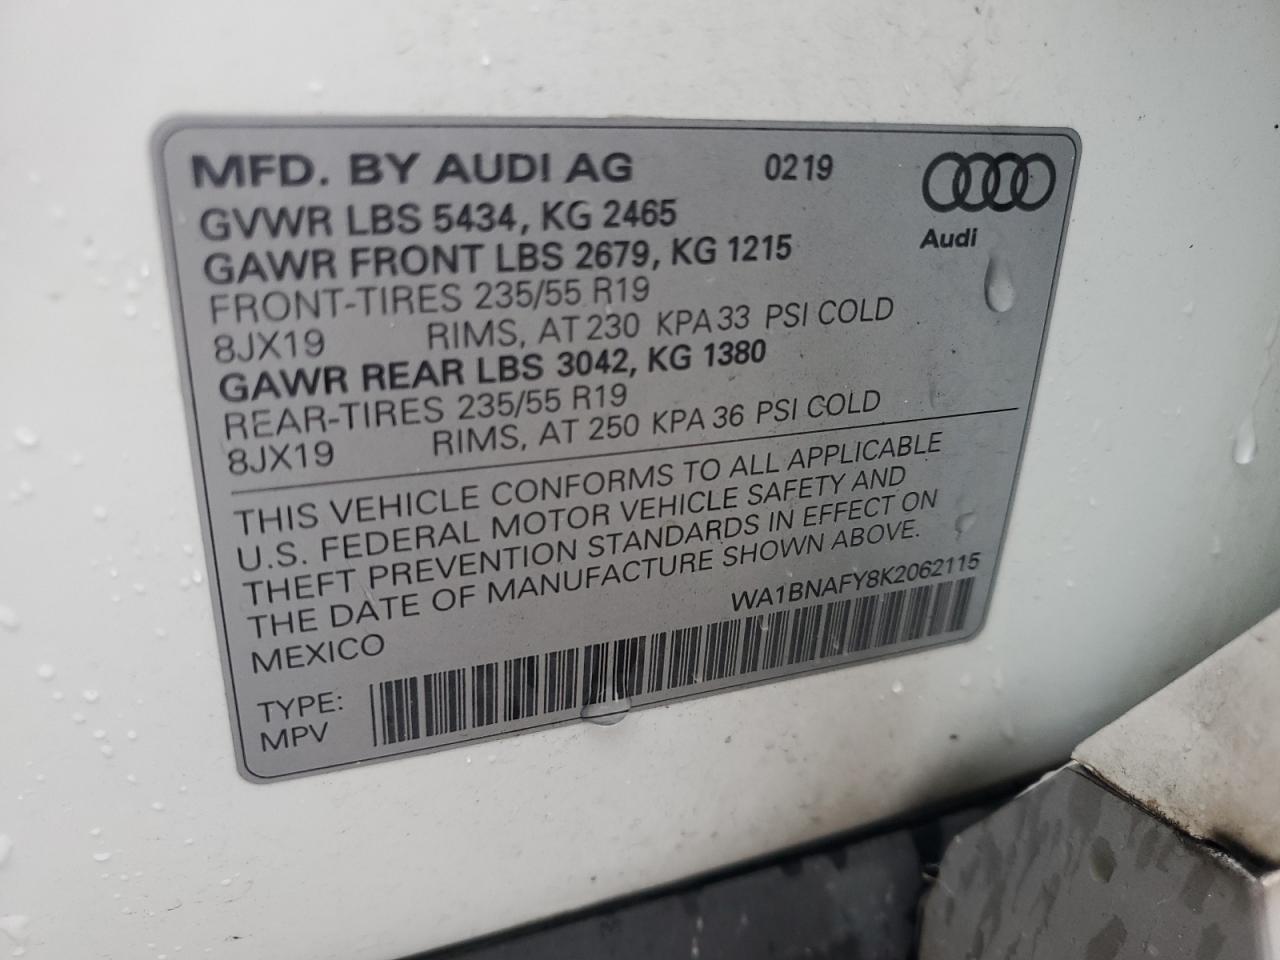 MFD. BY AUDI AG 0219
Audi
GVWR LBS 5434, KG 2465
GAWR FRONT LBS 2679, KG 1215
FRONT-TIRES 235/55 R19
8JX19 RIMS, AT 230 KPA 33 PSI COLD
GAWR REAR LBS 3042, KG 1380
REAR-TIRES 235/55 R19
8JX19 RIMS, AT 250 KPA 36 PSI COLD
THIS VEHICLE CONFORMS TO ALL APPLICABLE
U.S. FEDERAL MOTOR VEHICLE SAFETY AND
THEFT PREVENTION STANDARDS IN EFFECT ON
THE DATE OF MANUFACTURE SHOWN ABOVE.
MEXICO
WA1BNAFY8K2062115
TYPE:
MPV